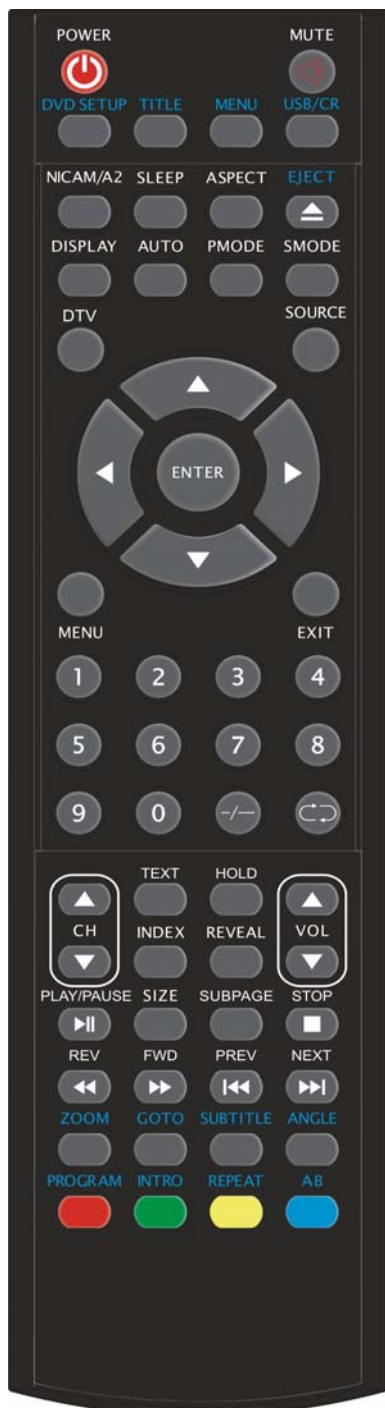 POWER MUTE
DVD SETUP TITLE MENU USB/CR
NICAM/A2 SLEEP ASPECT EJECT
DISPLAY AUTO PMODE SMODE
DTV SOURCE
ENTER
MENU EXIT
1 2 3 4
5 6 7 8
9 0 -/--
TEXT HOLD
CH INDEX REVEAL VOL
PLAY/PAUSE SIZE SUBPAGE STOP
REV FWD PREV NEXT
ZOOM GOTO SUBTITLE ANGLE
PROGRAM INTRO REPEAT AB